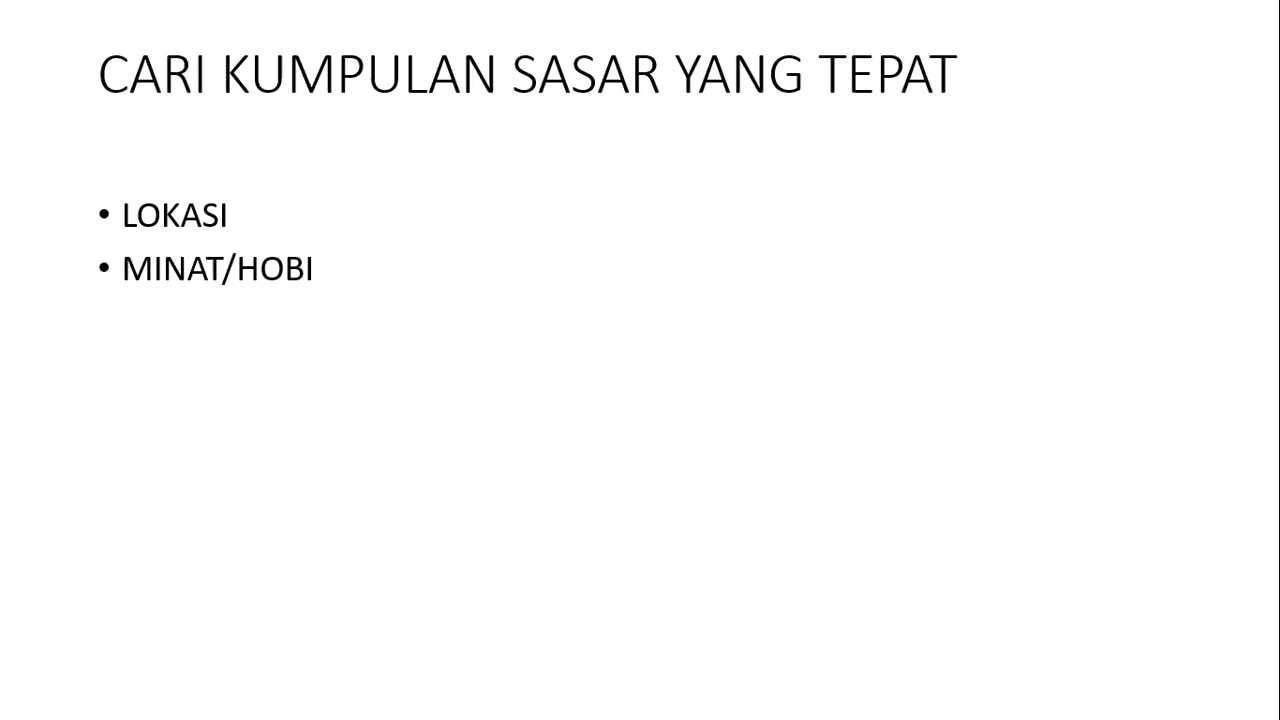 CARI KUMPULAN SASAR YANG TEPAT
• LOKASI
• MINAT/HOBI